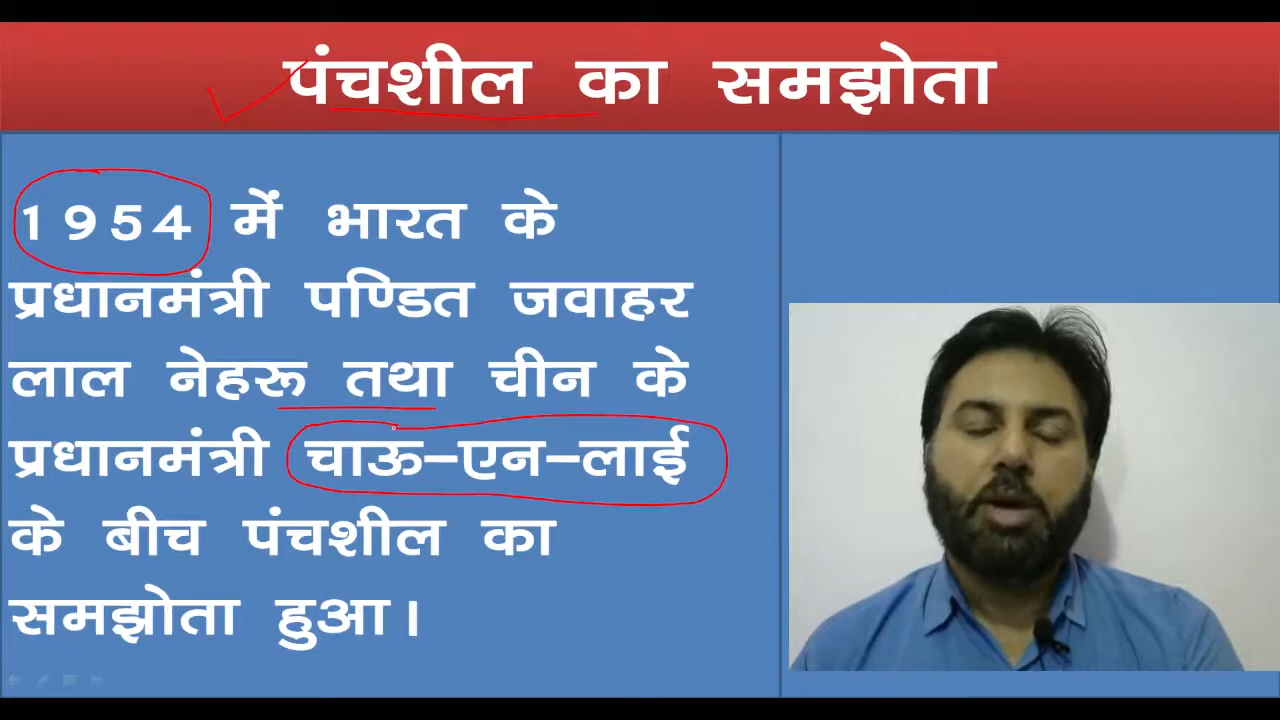 पंचशील का समझोता
1954 में भारत के
प्रधानमंत्री पण्डित जवाहर
लाल नेहरू तथा चीन के
प्रधानमंत्री चाऊ–एन–लाई
के बीच पंचशील का
समझोता हुआ।